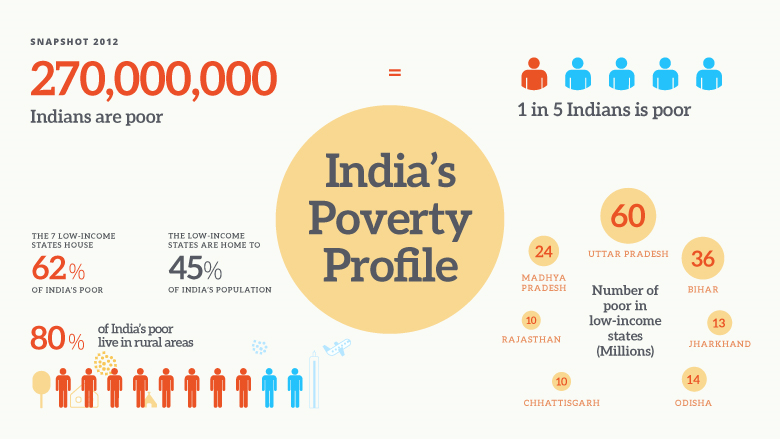 SNAPSHOT 2012
270,000,000
Indians are poor
=
1 in 5 Indians is poor
India's
Poverty
Profile
THE 7 LOW-INCOME
STATES HOUSE
62%
OF INDIA'S POOR
THE LOW-INCOME
STATES ARE HOME TO
45%
OF INDIA'S POPULATION
80%
of India's poor
live in rural areas
Number of
poor in
low-income
states
(Millions)
60
UTTAR PRADESH
36
BIHAR
13
JHARKHAND
14
ODISHA
10
CHHATTISGARH
10
RAJASTHAN
24
MADHYA
PRADESH